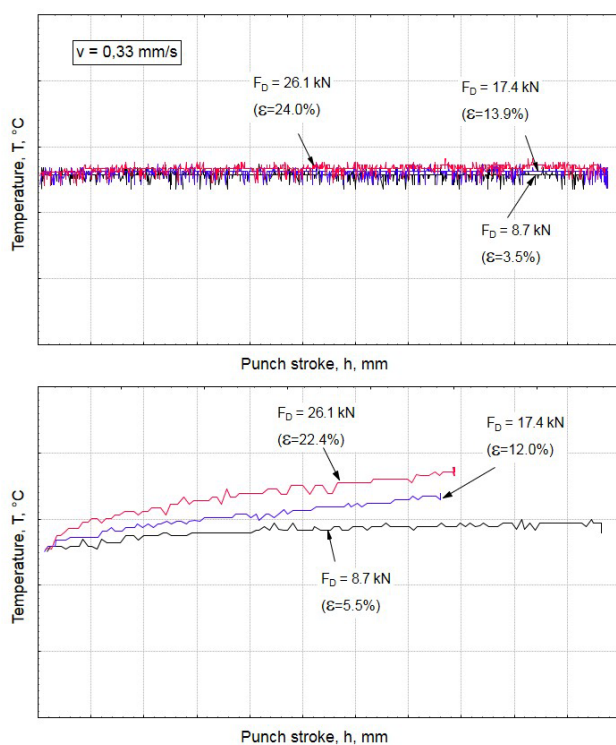 v = 0,33 mm/s
F_D = 26.1 kN
(ε=24.0%)
F_D = 17.4 kN
(ε=13.9%)
F_D = 8.7 kN
(ε=3.5%)
Temperature, T, °C
Punch stroke, h, mm
F_D = 26.1 kN
(ε=22.4%)
F_D = 17.4 kN
(ε=12.0%)
F_D = 8.7 kN
(ε=5.5%)
Temperature, T, °C
Punch stroke, h, mm